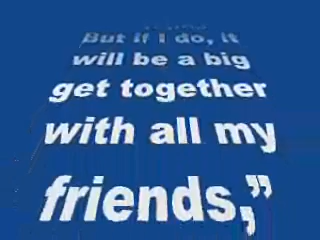 But if I do, it
will be a big
get together
with all my
friends,”